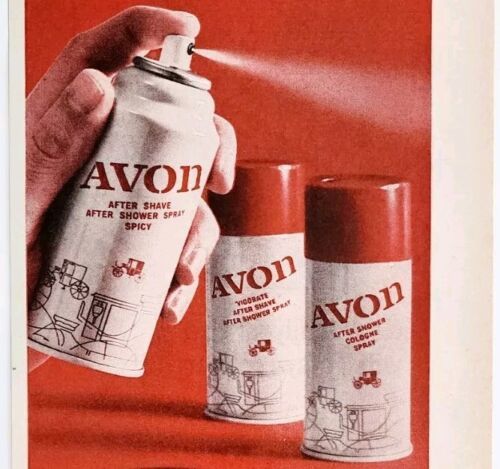 AVON
AFTER SHAVE
AFTER SHOWER SPRAY
SPICY
AVON
VIGORATE
AFTER SHAVE
AFTER SHOWER SPRAY
AVON
AFTER SHOWER
COLOGNE
SPRAY